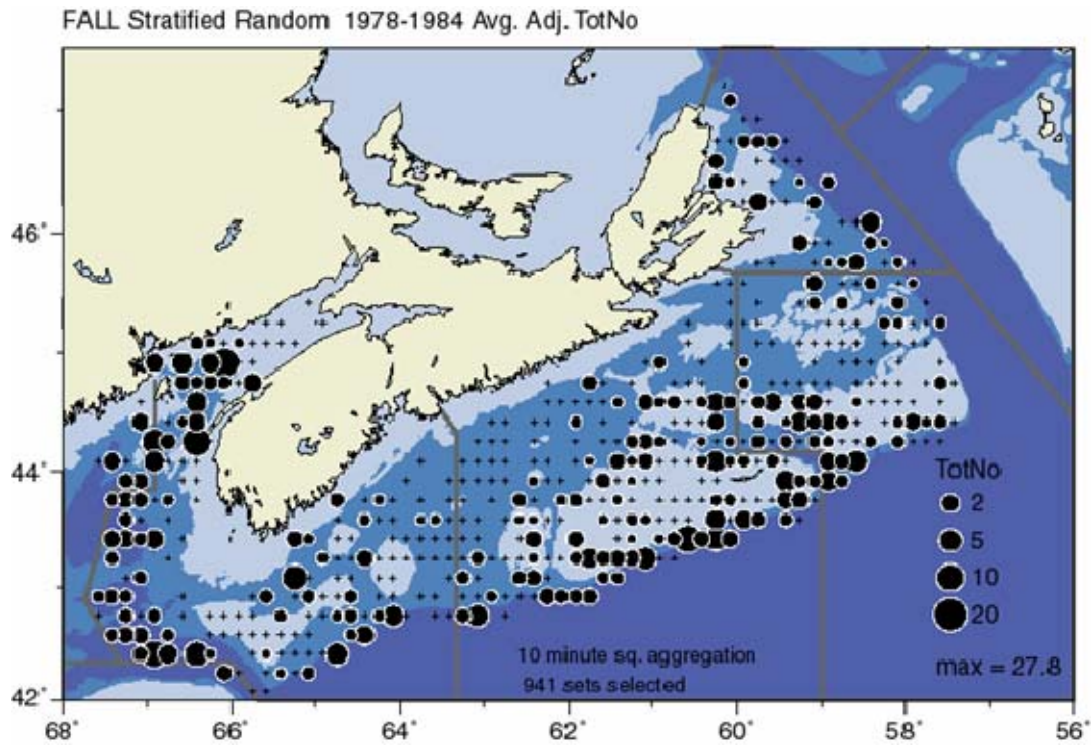 FALL Stratified Random 1978-1984 Avg. Adj. TotNo
46°
44°
42°
TotNo
2
5
10
20
max = 27.8
10 minute sq. aggregation
941 sets selected
68° 66° 64° 62° 60° 58° 56°